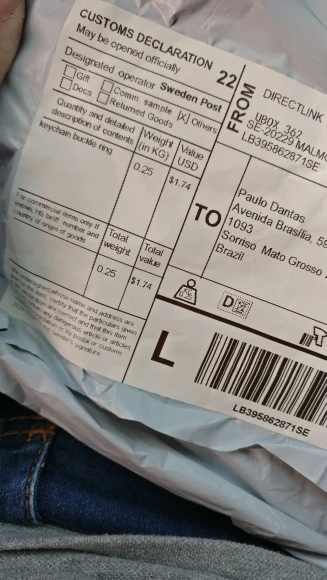 CUSTOMS DECLARATION
May be opened officially
22
Designated operator Sweden Post
Gift
Comm. sample
[X] Others
Docs
Returned Goods
Quantity and detailed description of contents
Weight (in KG)
Value USD
keychain buckle ring
0.25
$1.74
For commercial items only if known, HS tariff number and country of origin of goods.
Total weight
Total value
0.25
$1.74
FROM
DIRECTLINK
UBOX 362
SE-20229 MALMO
LB395862871SE
TO
Paulo Dantas
Avenida Brasília, 59
1093
Sorriso Mato Grosso
Brazil
D
L
LB395862871SE